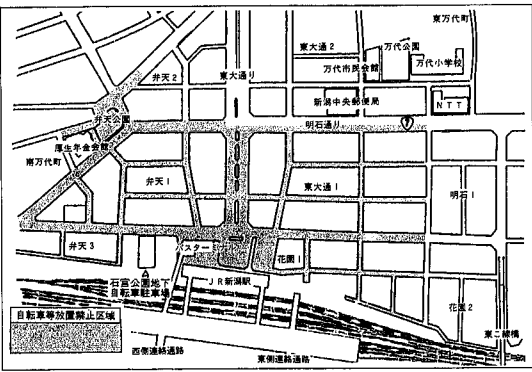 東万代町
万代公園
東大通2
万代小学校
万代市民会館
弁天2
東大通り
新潟中央郵便局
NTT
弁天公園
明石通り
7
厚生年金会館
南万代町
弁天1
東大通1
明石1
弁天3
スター
花園1
石宮公園地下
自転車駐車場
JR新潟駅
自転車等放置禁止区域
花園2
東二線橋
西側連絡通路
東側連絡通路